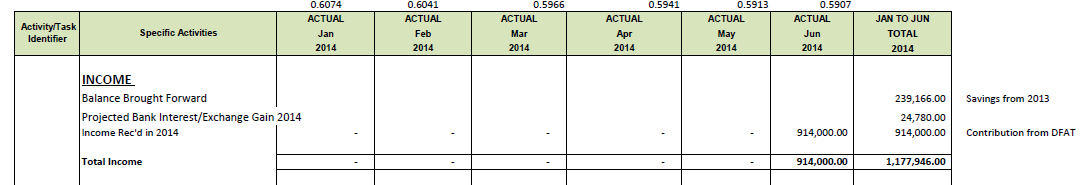 0.6074 0.6041 0.5966 0.5941 0.5913 0.5907
Activity/Task Identifier Specific Activities ACTUAL Jan 2014 ACTUAL Feb 2014 ACTUAL Mar 2014 ACTUAL Apr 2014 ACTUAL May 2014 ACTUAL Jun 2014 JAN TO JUN TOTAL 2014
INCOME
Balance Brought Forward 239,166.00 Savings from 2013
Projected Bank Interest/Exchange Gain 2014 24,780.00
Income Rec'd in 2014 - - - - - 914,000.00 914,000.00 Contribution from DFAT
Total Income - - - - - 914,000.00 1,177,946.00